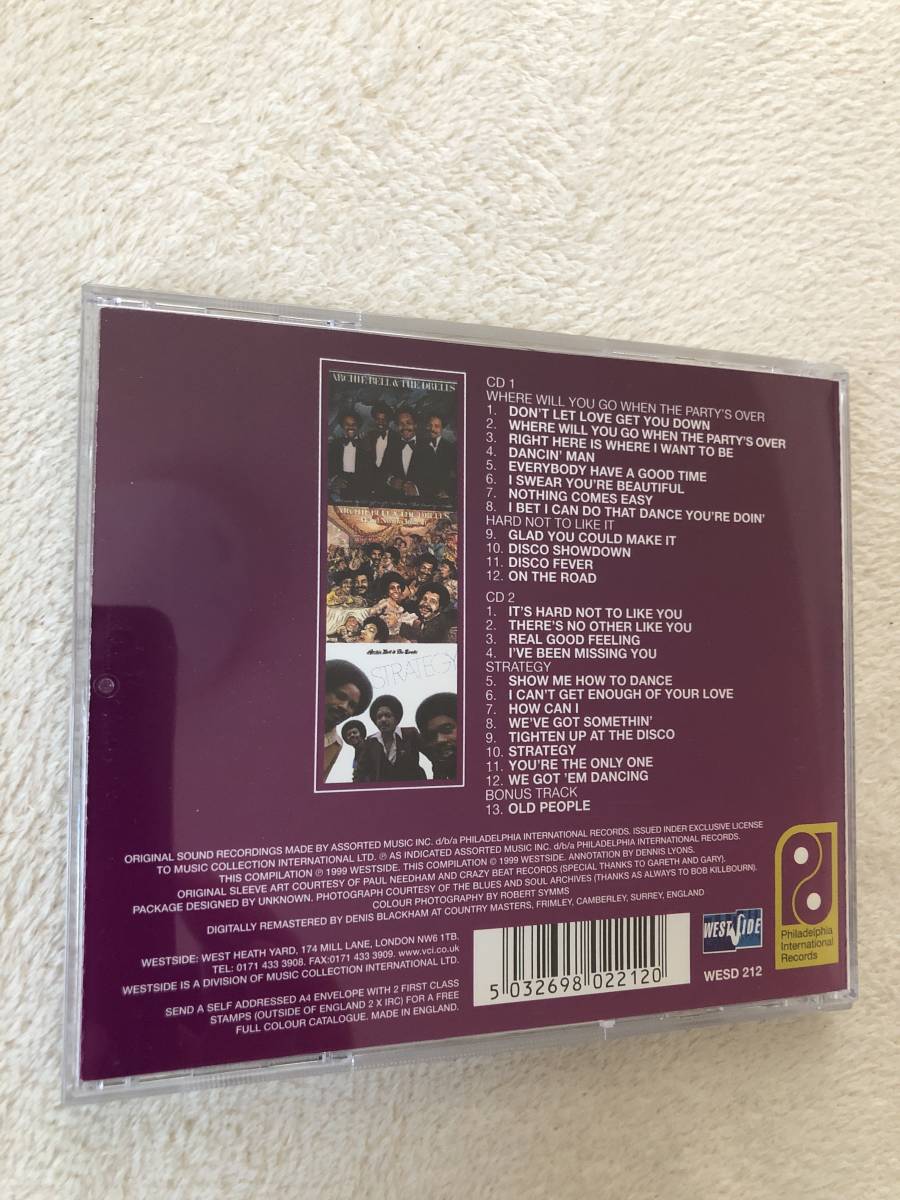 ARCHIE BELL & THE DRELLS
ARCHIE BELL & THE DRELLS
Archie Bell & The Drells
STRATEGY
CD 1
WHERE WILL YOU GO WHEN THE PARTY'S OVER
1. DON'T LET LOVE GET YOU DOWN
2. WHERE WILL YOU GO WHEN THE PARTY'S OVER
3. RIGHT HERE IS WHERE I WANT TO BE
4. DANCIN' MAN
5. EVERYBODY HAVE A GOOD TIME
6. I SWEAR YOU'RE BEAUTIFUL
7. NOTHING COMES EASY
8. I BET I CAN DO THAT DANCE YOU'RE DOIN'
HARD NOT TO LIKE IT
9. GLAD YOU COULD MAKE IT
10. DISCO SHOWDOWN
11. DISCO FEVER
12. ON THE ROAD
CD 2
1. IT'S HARD NOT TO LIKE YOU
2. THERE'S NO OTHER LIKE YOU
3. REAL GOOD FEELING
4. I'VE BEEN MISSING YOU
STRATEGY
5. SHOW ME HOW TO DANCE
6. I CAN'T GET ENOUGH OF YOUR LOVE
7. HOW CAN I
8. WE'VE GOT SOMETHIN'
9. TIGHTEN UP AT THE DISCO
10. STRATEGY
11. YOU'RE THE ONLY ONE
12. WE GOT 'EM DANCING
BONUS TRACK
13. OLD PEOPLE
ORIGINAL SOUND RECORDINGS MADE BY ASSORTED MUSIC INC. d/b/a PHILADELPHIA INTERNATIONAL RECORDS. ISSUED INDER EXCLUSIVE LICENSE
TO MUSIC COLLECTION INTERNATIONAL LTD. ℗ AS INDICATED ASSORTED MUSIC INC. d/b/a PHILADELPHIA INTERNATIONAL RECORDS.
THIS COMPILATION ℗ 1999 WESTSIDE. THIS COMPILATION © 1999 WESTSIDE. ANNOTATION BY DENNIS LYONS.
ORIGINAL SLEEVE ART COURTESY OF PAUL NEEDHAM AND CRAZY BEAT RECORDS (SPECIAL THANKS TO GARETH AND GARY).
PACKAGE DESIGNED BY UNKNOWN. PHOTOGRAPH COURTESY OF THE BLUES AND SOUL ARCHIVES (THANKS AS ALWAYS TO BOB KILLBOURN).
COLOUR PHOTOGRAPHY BY ROBERT SYMMS
DIGITALLY REMASTERED BY DENIS BLACKHAM AT COUNTRY MASTERS, FRIMLEY, CAMBERLEY, SURREY, ENGLAND
WESTSIDE: WEST HEATH YARD, 174 MILL LANE, LONDON NW6 1TB.
TEL: 0171 433 3908. FAX:0171 433 3909. www.vci.co.uk
WESTSIDE IS A DIVISION OF MUSIC COLLECTION INTERNATIONAL LTD.
SEND A SELF ADDRESSED A4 ENVELOPE WITH 2 FIRST CLASS
STAMPS (OUTSIDE OF ENGLAND 2 X IRC) FOR A FREE
FULL COLOUR CATALOGUE. MADE IN ENGLAND.
5 032698 022120
WESTSIDE
WESD 212
Philadelphia
International
Records